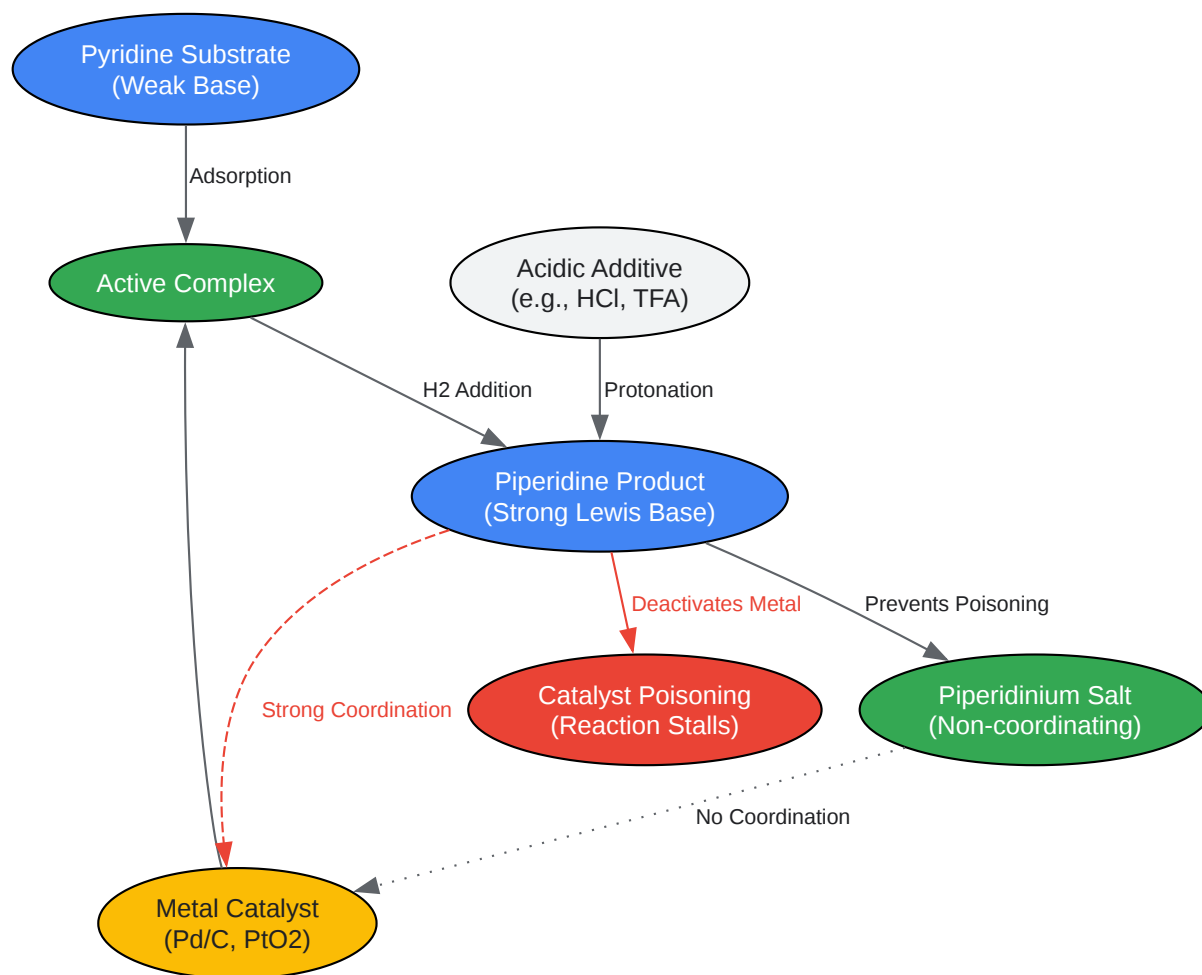 Pyridine Substrate
(Weak Base)
Adsorption
Active Complex
Acidic Additive
(e.g., HCl, TFA)
H2 Addition
Protonation
Piperidine Product
(Strong Lewis Base)
Deactivates Metal
Prevents Poisoning
Strong Coordination
Catalyst Poisoning
(Reaction Stalls)
Piperidinium Salt
(Non-coordinating)
No Coordination
Metal Catalyst
(Pd/C, PtO2)